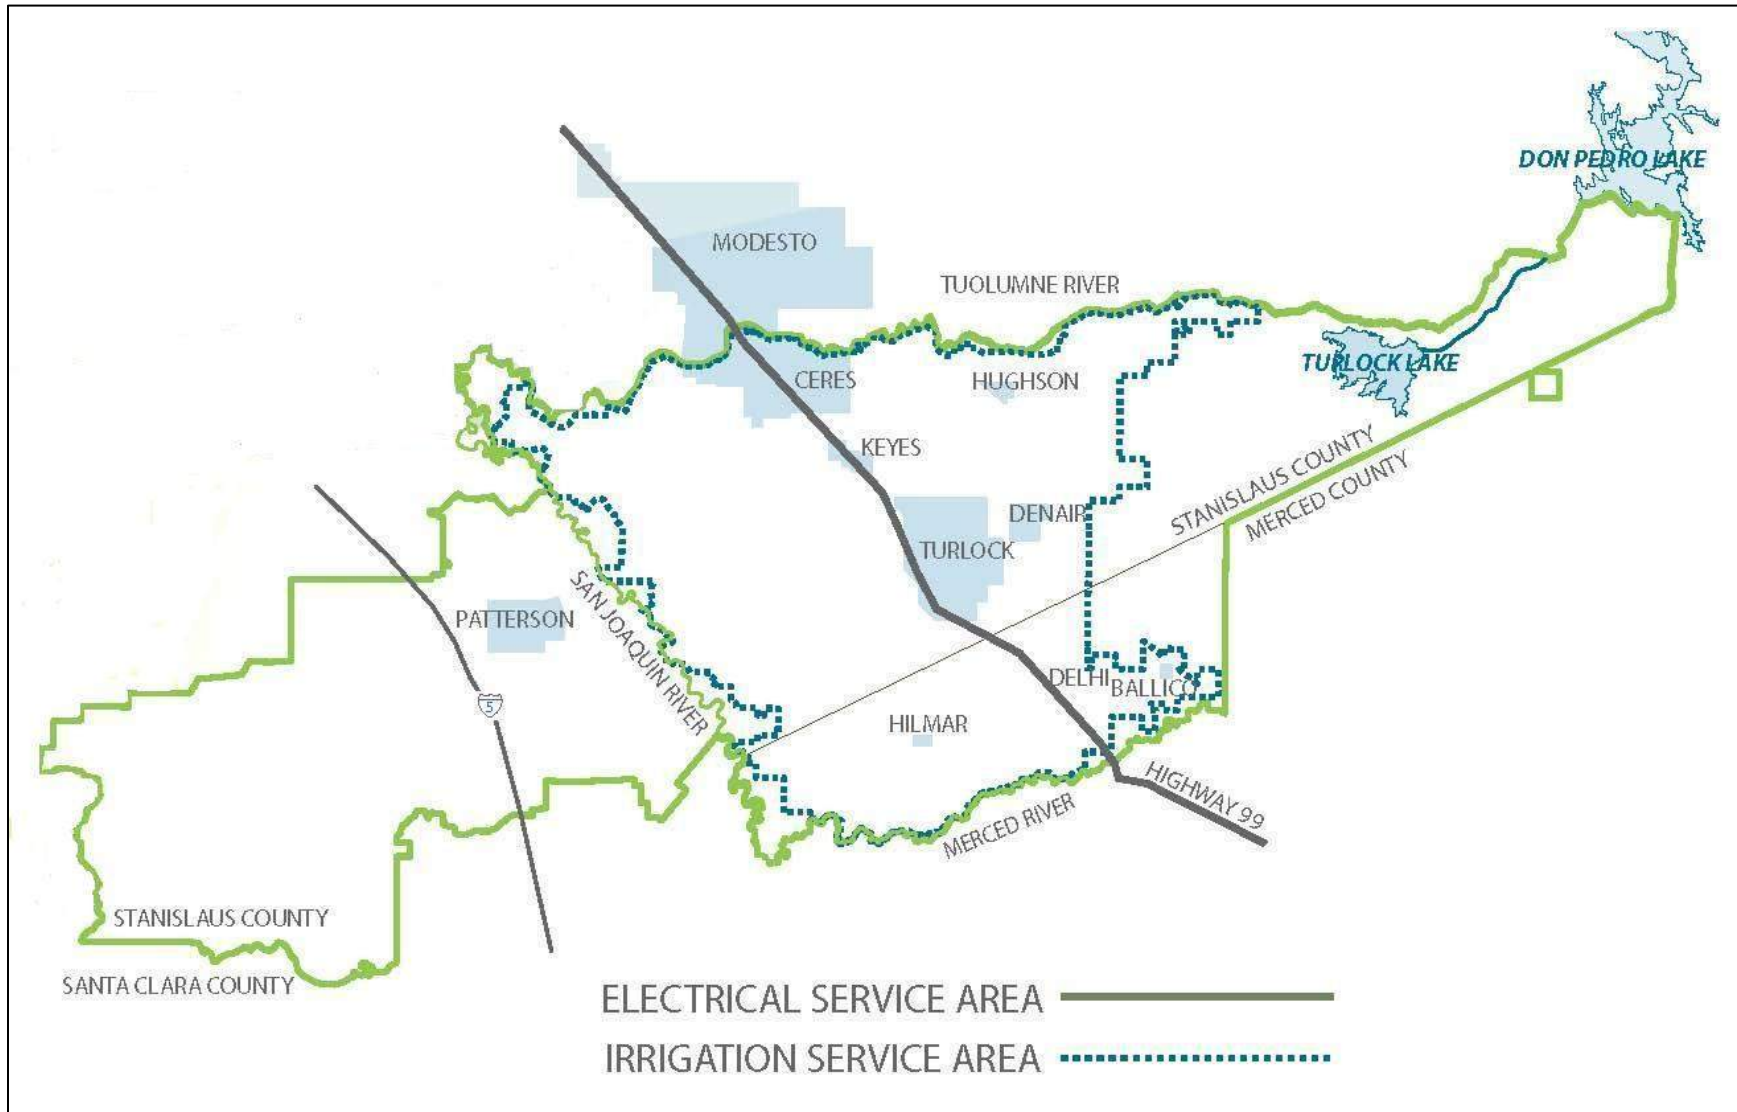 DON PEDRO LAKE
MODESTO
TUOLUMNE RIVER
TURLOCK LAKE
CERES
HUGHSON
KEYES
STANISLAUS COUNTY
MERCED COUNTY
DENAIR
TURLOCK
SAN JOAQUIN RIVER
PATTERSON
DELHI
BALLICO
5
HILMAR
HIGHWAY 99
MERCED RIVER
STANISLAUS COUNTY
SANTA CLARA COUNTY
ELECTRICAL SERVICE AREA
IRRIGATION SERVICE AREA